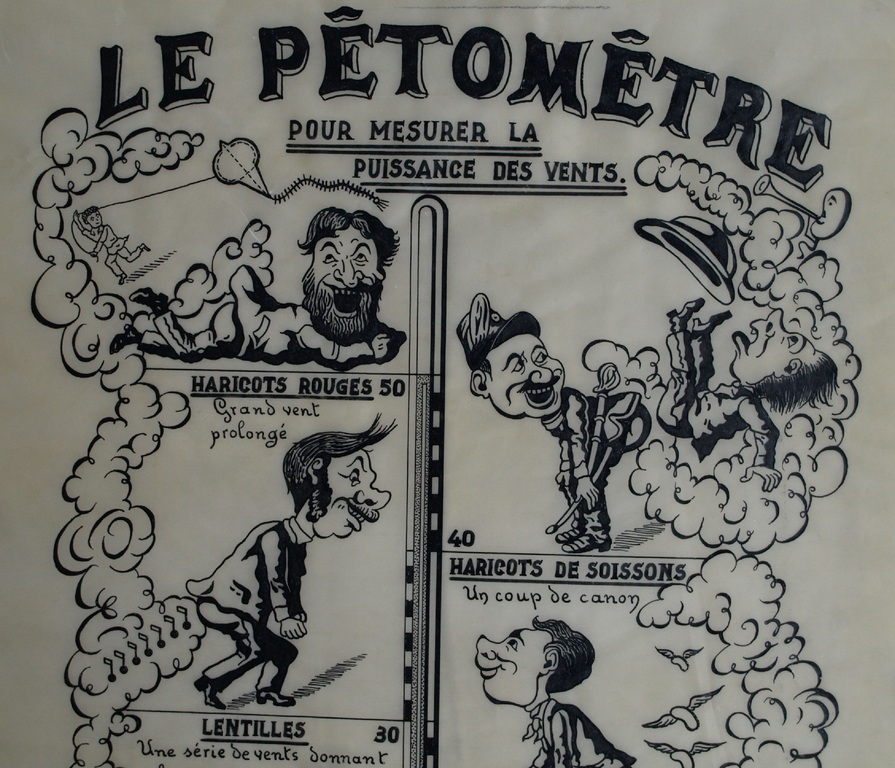 LE PÊTOMÊTRE
POUR MESURER LA
PUISSANCE DES VENTS.
HARICOTS ROUGES 50
Grand vent
prolongé
40
HARICOTS DE SOISSONS
Un coup de canon
LENTILLES 30
Une série de vents donnant